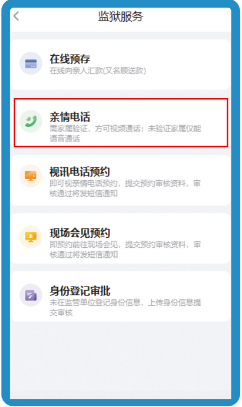 监狱服务
在线预存
在线向亲人汇款(又名顾送款)
亲情电话
需家属验证，方可视频通话；未验证家属仅能
语音通话
视讯电话预约
即可视亲情电话预约，提交预约审核资料，审
核通过将发短信通知
现场会见预约
即预约前往现场会见，提交预约审核资料，审
核通过将发短信通知
身份登记审批
未在监管单位登记身份信息，上传身份信息提
交审核